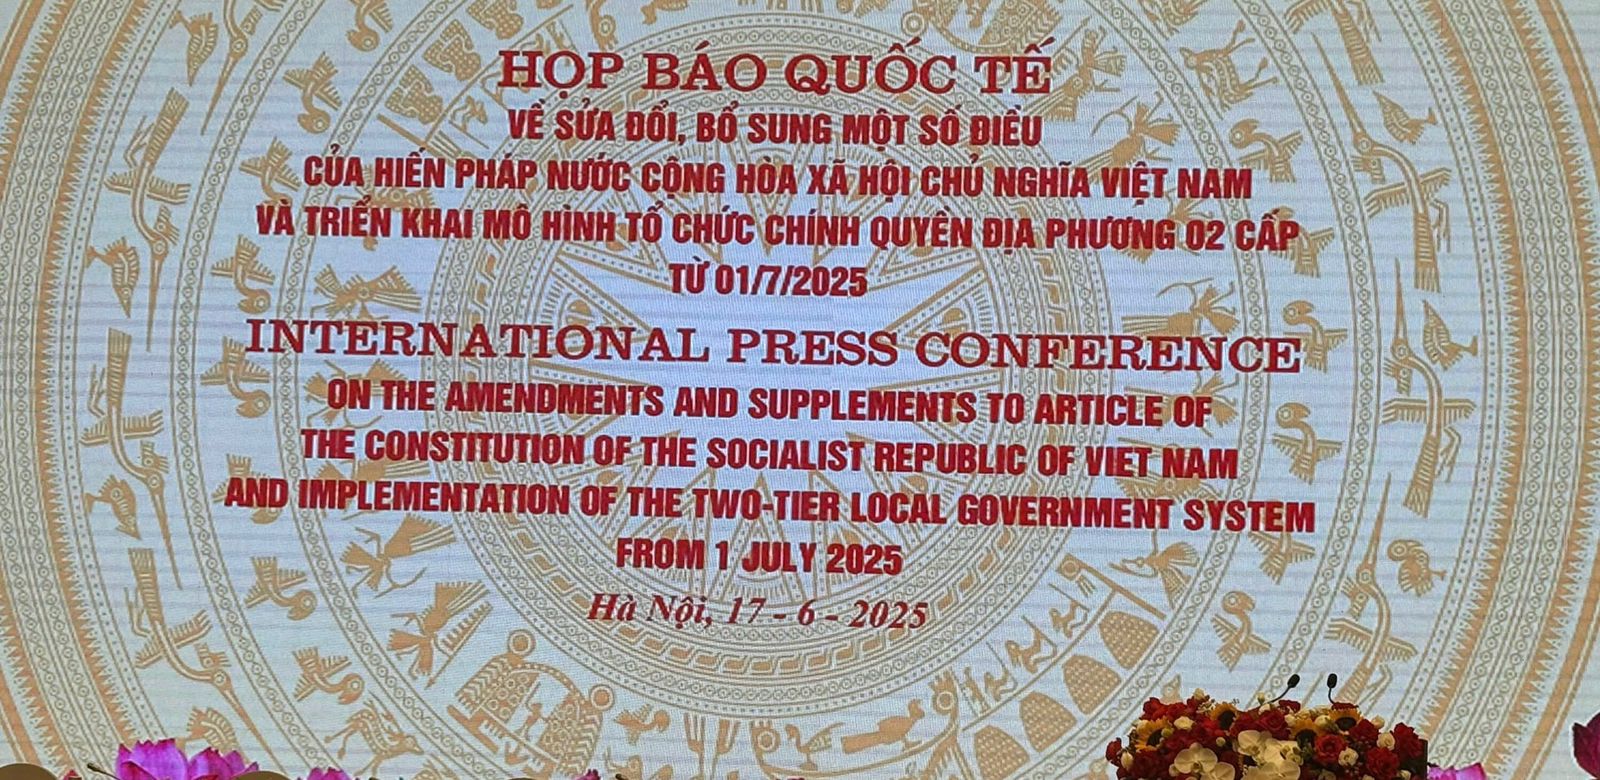 HỌP BÁO QUỐC TẾ
VỀ SỬA ĐỔI, BỔ SUNG MỘT SỐ ĐIỀU
CỦA HIẾN PHÁP NƯỚC CỘNG HÒA XÃ HỘI CHỦ NGHĨA VIỆT NAM
VÀ TRIỂN KHAI MÔ HÌNH TỔ CHỨC CHÍNH QUYỀN ĐỊA PHƯƠNG 02 CẤP
TỪ 01/7/2025
INTERNATIONAL PRESS CONFERENCE
ON THE AMENDMENTS AND SUPPLEMENTS TO ARTICLE OF
THE CONSTITUTION OF THE SOCIALIST REPUBLIC OF VIET NAM
AND IMPLEMENTATION OF THE TWO-TIER LOCAL GOVERNMENT SYSTEM
FROM 1 JULY 2025
Hà Nội, 17 - 6 - 2025